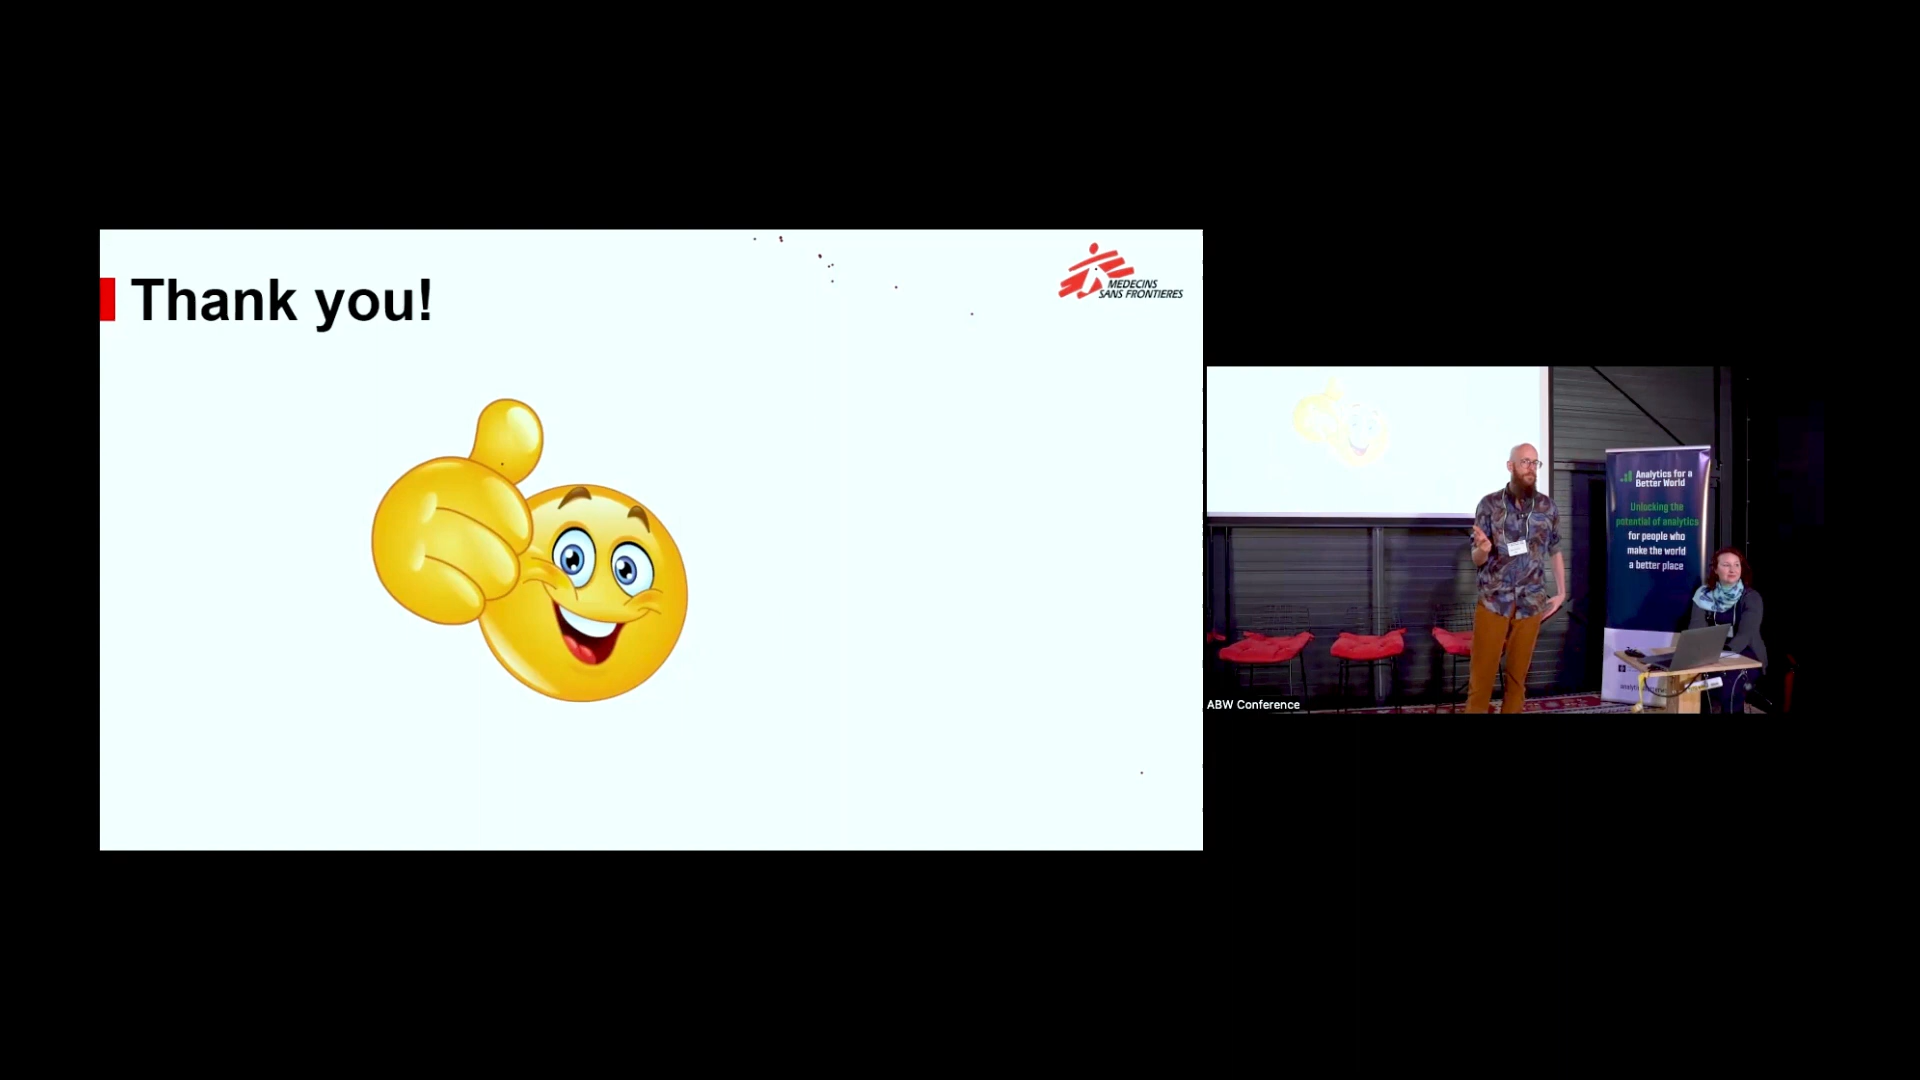 Thank you!
MEDECINS
SANS FRONTIERES
Analytics for a
Better World
Unlocking the
potential of analytics
for people who
make the world
a better place
ABW Conference